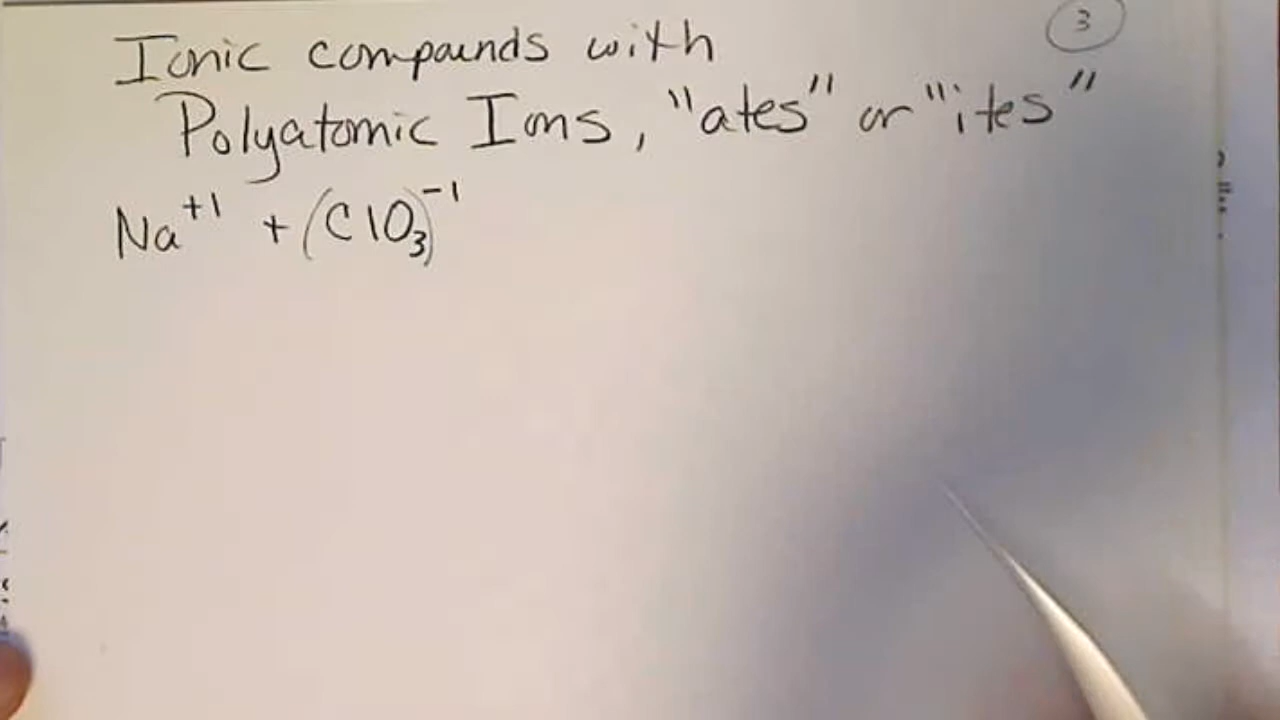 3
Ionic compounds with
Polyatomic Ions, "ates" or "ites"
Na⁺¹ + (ClO₃)⁻¹